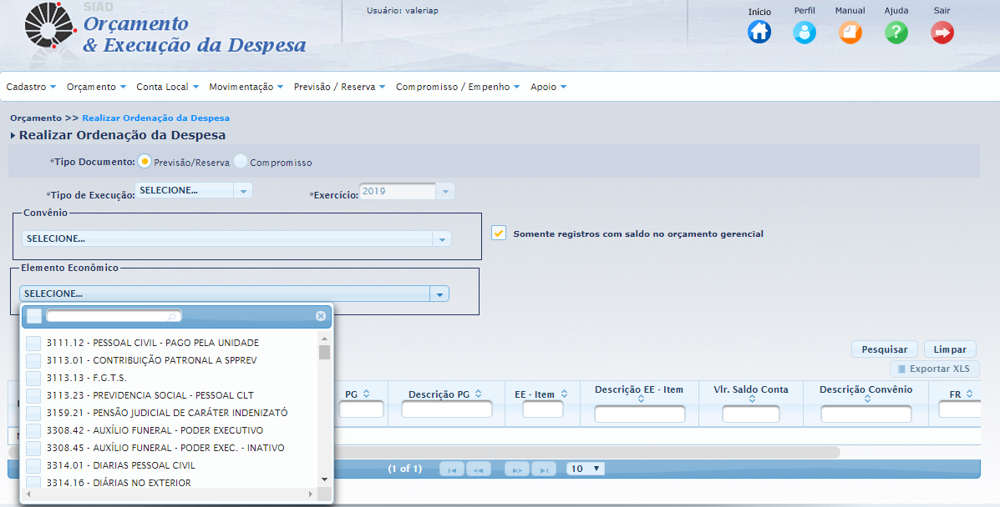 SIAD
Orçamento
& Execução da Despesa
Usuário: valeriap
Início Perfil Manual Ajuda Sair
Cadastro Orçamento Conta Local Movimentação Previsão / Reserva Compromisso / Empenho Apoio
Orçamento >> Realizar Ordenação da Despesa
Realizar Ordenação da Despesa
*Tipo Documento: Previsão/Reserva Compromisso
*Tipo de Execução: SELECIONE... *Exercício: 2019
Convênio
SELECIONE...
Somente registros com saldo no orçamento gerencial
Elemento Econômico
SELECIONE...
3111.12 - PESSOAL CIVIL - PAGO PELA UNIDADE
3113.01 - CONTRIBUIÇÃO PATRONAL A SPPREV
3113.13 - F.G.T.S.
3113.23 - PREVIDENCIA SOCIAL - PESSOAL CLT
3159.21 - PENSÃO JUDICIAL DE CARÁTER INDENIZATÓ
3308.42 - AUXÍLIO FUNERAL - PODER EXECUTIVO
3308.45 - AUXÍLIO FUNERAL - PODER EXEC. - INATIVO
3314.01 - DIARIAS PESSOAL CIVIL
3314.16 - DIÁRIAS NO EXTERIOR
Pesquisar Limpar
Exportar XLS
PG Descrição PG EE - Item Descrição EE - Item Vlr. Saldo Conta Descrição Convênio FR
(1 of 1) 10